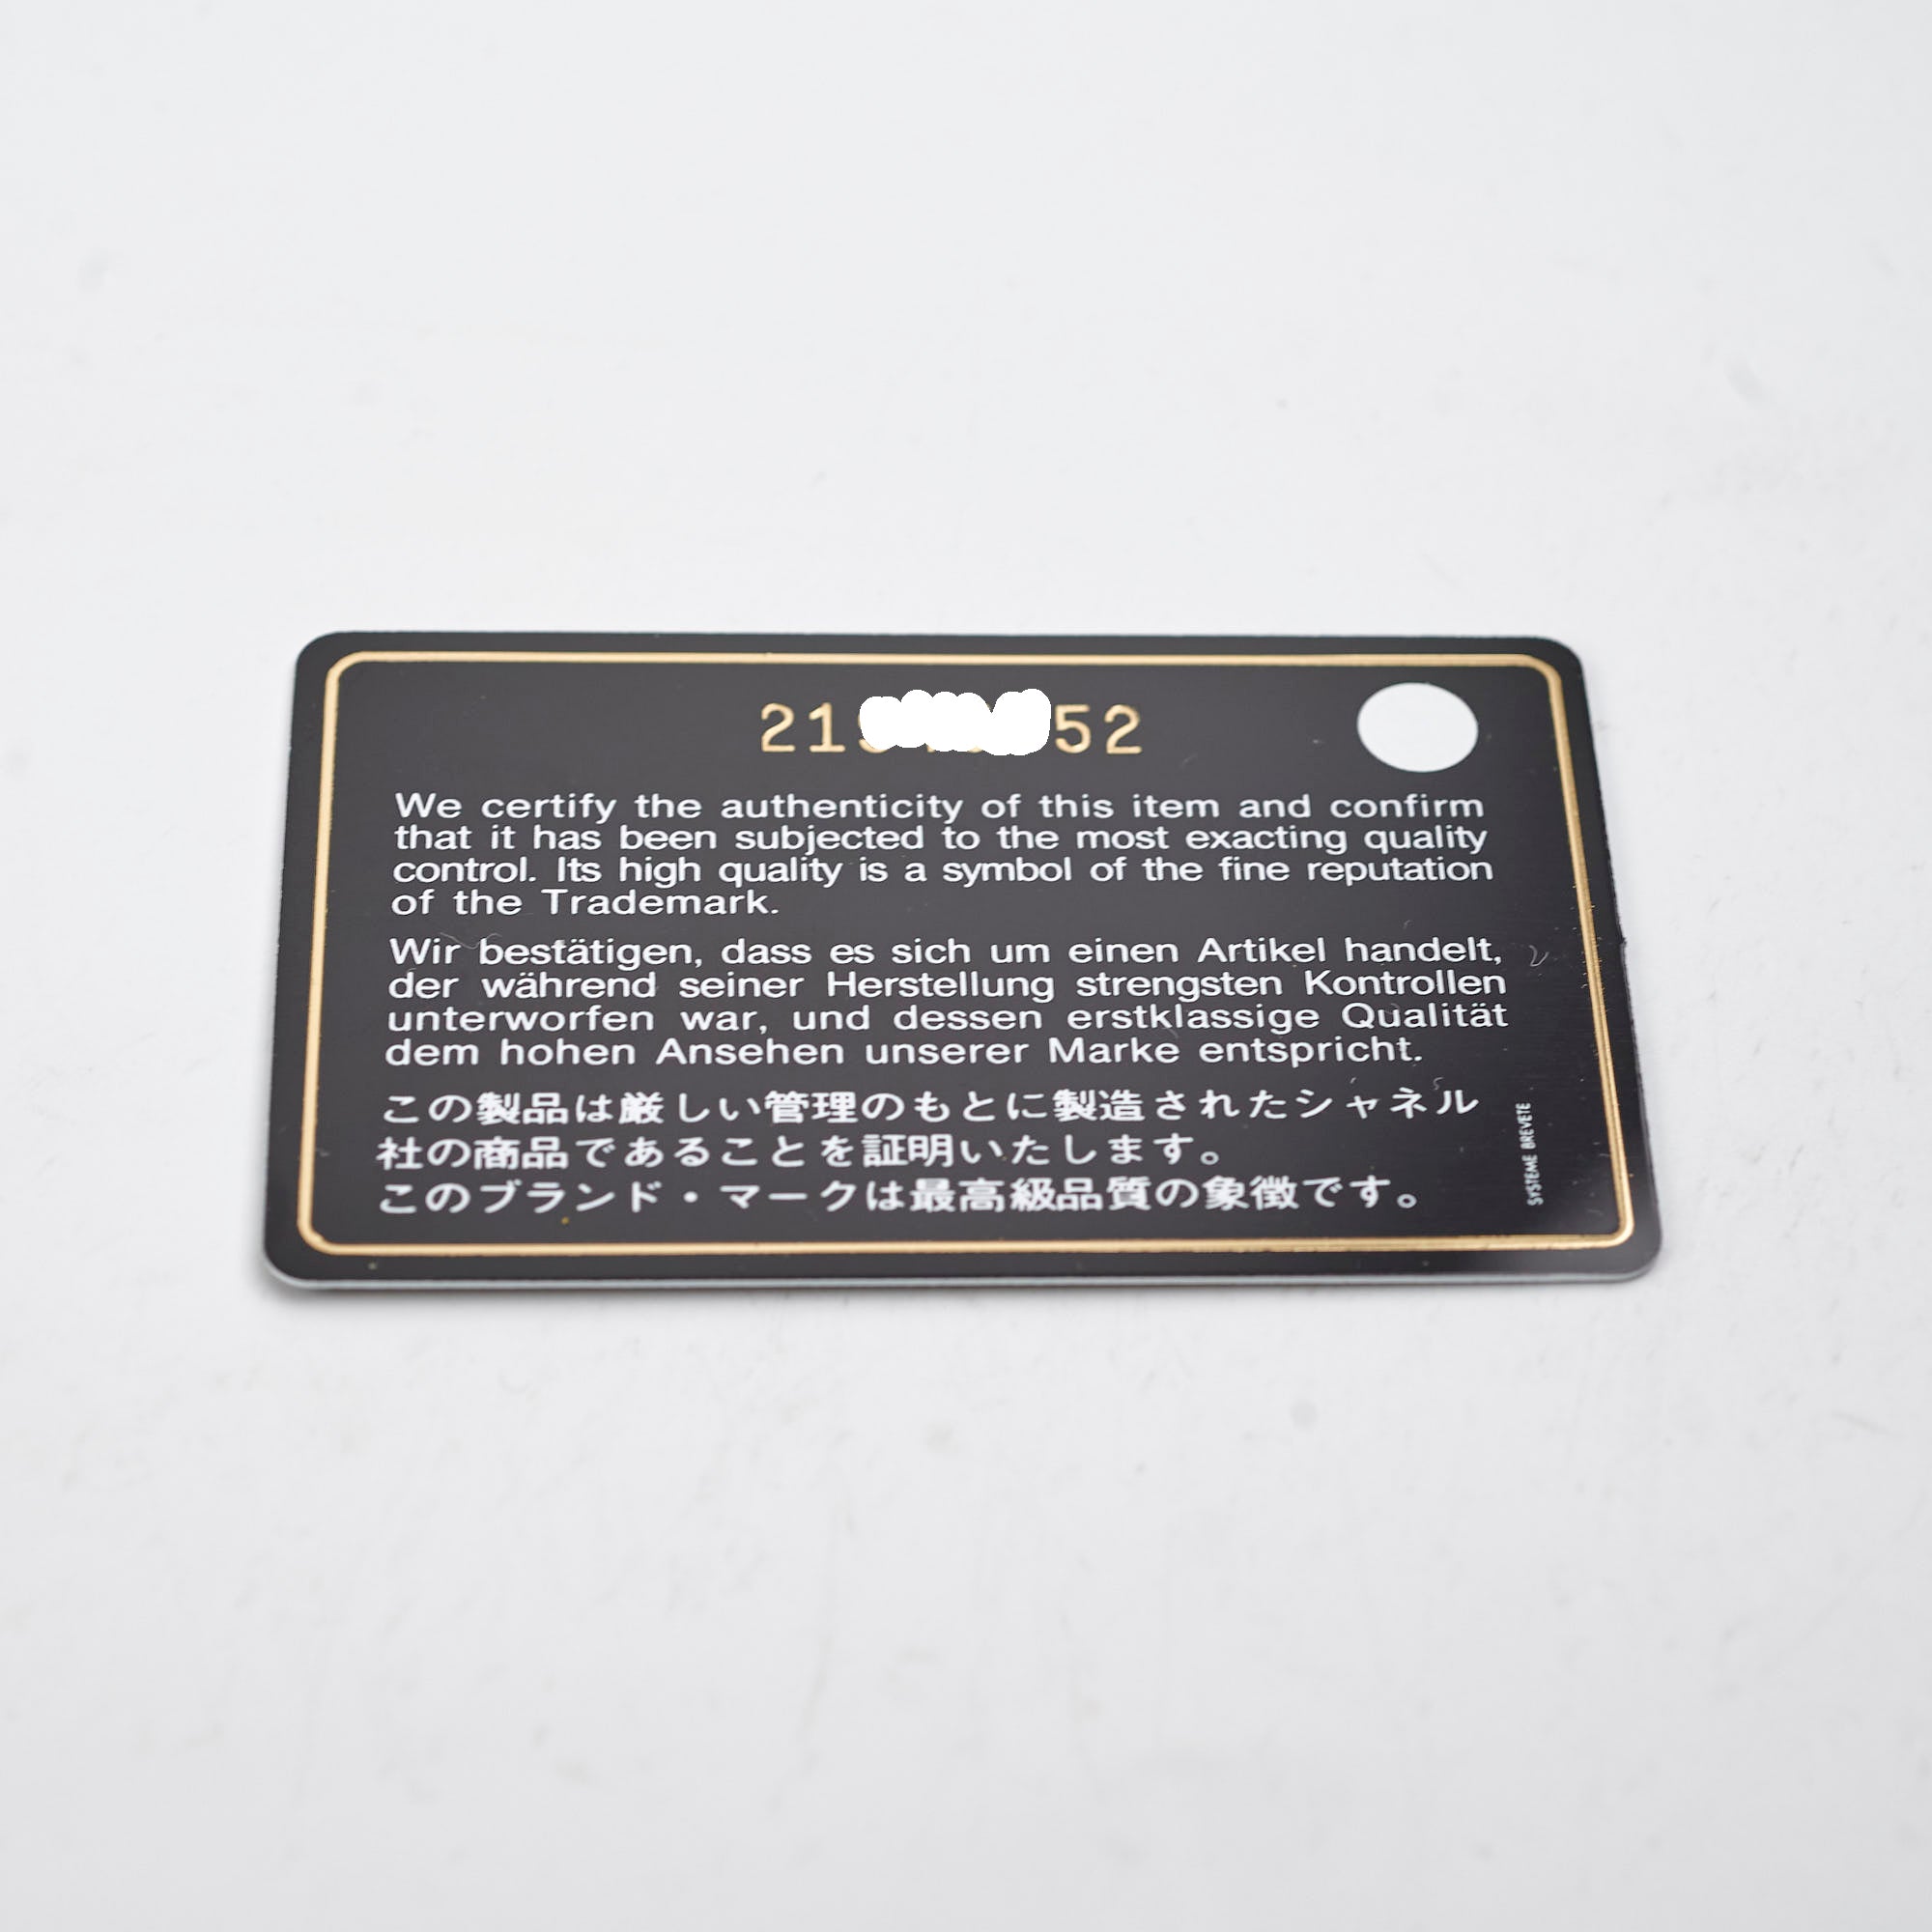 21 52
We certify the authenticity of this item and confirm
that it has been subjected to the most exacting quality
control. Its high quality is a symbol of the fine reputation
of the Trademark.
Wir bestätigen, dass es sich um einen Artikel handelt,
der während seiner Herstellung strengsten Kontrollen
unterworfen war, und dessen erstklassige Qualität
dem hohen Ansehen unserer Marke entspricht.
この製品は厳しい管理のもとに製造されたシャネル
社の商品であることを証明いたします。
このブランド・マークは最高級品質の象徴です。
SYSTEME BREVETE